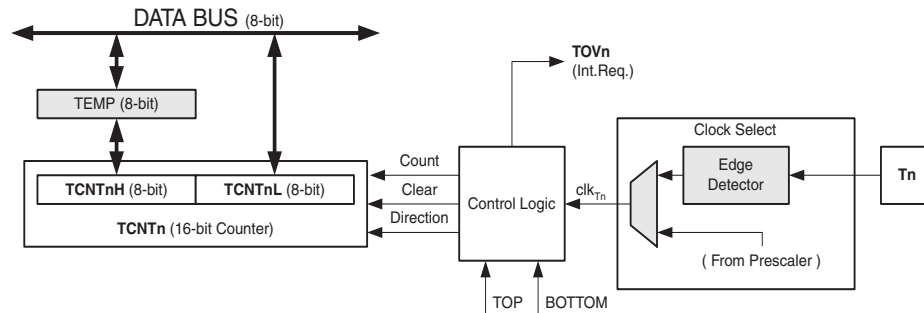 DATA BUS (8-bit)
TOVn
(Int.Req.)
TEMP (8-bit)
Clock Select
Count
Edge
Detector
Tn
TCNTnH (8-bit)
TCNTnL (8-bit)
Clear
Control Logic
clkTn
TCNTn (16-bit Counter)
Direction
( From Prescaler )
TOP
BOTTOM